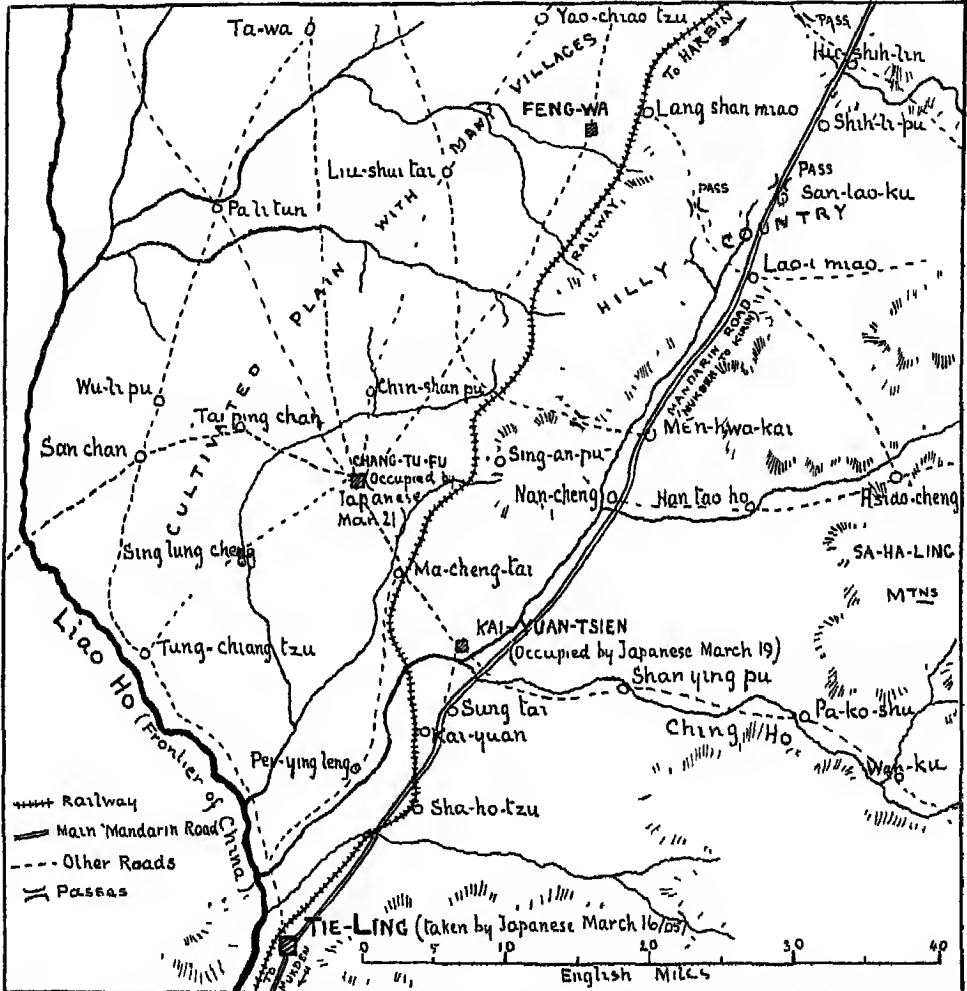 Ta-wa
Yao-chiao tzu
PASS
TO HARBIN
VILLAGES
FENG-WA
Lang shan miao
Shih-li-pu
MANY
Liu-shui tai
PASS
PASS
San-lao-ku
WITH
Pa li tun
RAILWAY
COUNTRY
HILLY
Lao-i miao
PLAIN
MANDARIN ROAD
(MUKDEN TO KIRIN)
Wu-li pu
Chin-shan pu
Tai ping chan
CULTIVATED
Men-kwa-kai
San chan
CHANG-TU-FU
(Occupied by
Japanese
Mar: 21)
Sing-an-pu
Nan-cheng
Nan tao ho
Hsiao-cheng
SA-HA-LING
MTNS
Sing lung cheng
Ma-cheng-tai
KAI-YUAN-TSIEN
(Occupied by Japanese March 19)
Tung-chiang tzu
Shan ying pu
Liao Ho (Frontier of China)
Sung tai
Kai-yuan
Ching Ho
Pa-ko-shu
Wan-ku
Pei-ying leng
Railway
Main Mandarin Road
Other Roads
Passes
Sha-ho-tzu
TIE-LING (taken by Japanese March 16/05)
TO MUKDEN
0 5 10 20 30 40
English Miles